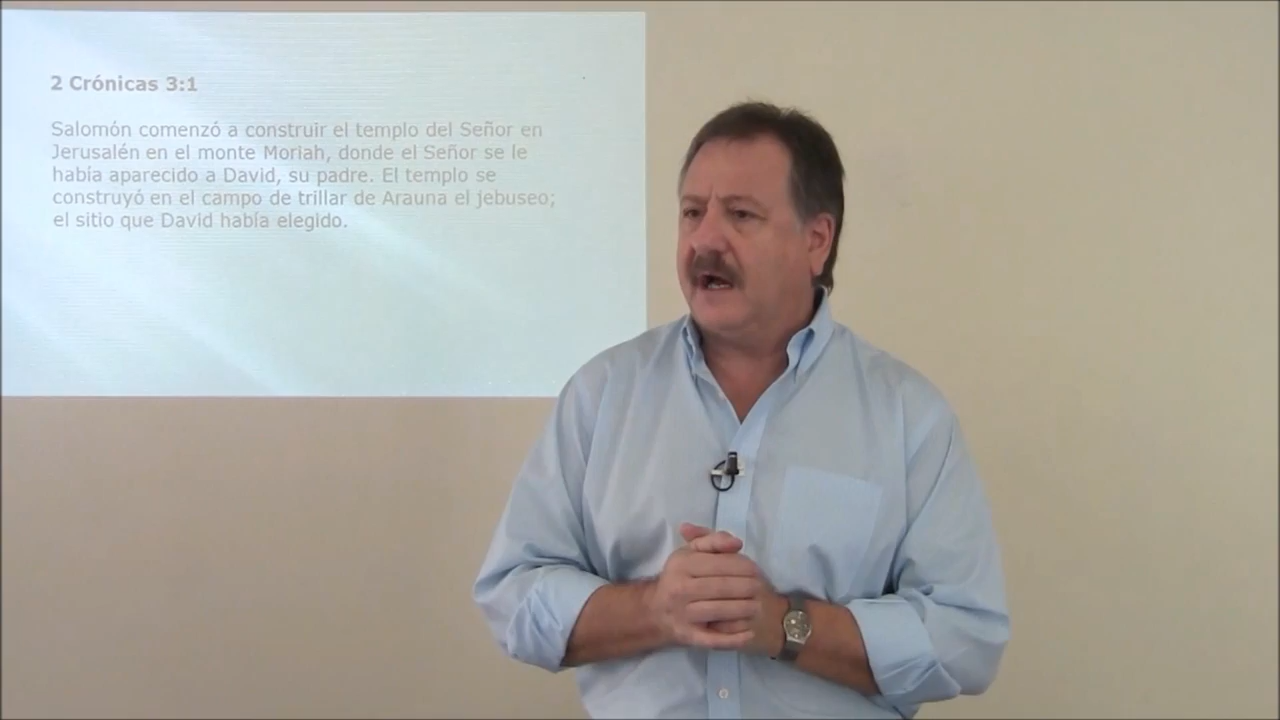 2 Crónicas 3:1
Salomón comenzó a construir el templo del Señor en
Jerusalén en el monte Moriah, donde el Señor se le
había aparecido a David, su padre. El templo se
construyó en el campo de trillar de Arauna el jebuseo;
el sitio que David había elegido.